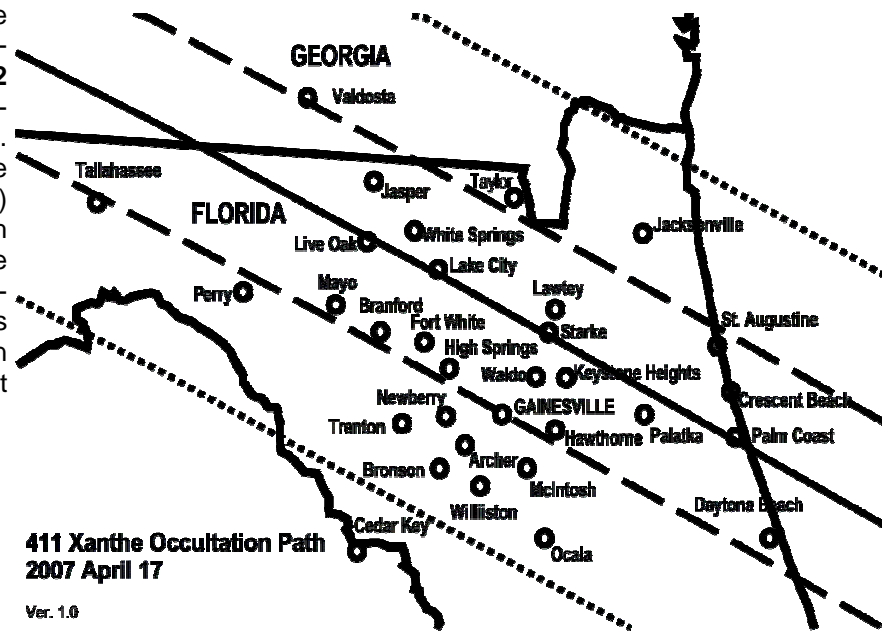 e
-
2
-
.
e
)
n
e
-
s
n
t
GEORGIA
Valdosta
Tallahassee
Jasper
Taylor
FLORIDA
White Springs
Jacksonville
Live Oak
Lake City
Perry
Mayo
Lawtey
Branford
Fort White
Starke
St. Augustine
High Springs
Waldo
Keystone Heights
Newberry
GAINESVILLE
Crescent Beach
Trenton
Hawthorne
Palatka
Palm Coast
Bronson
Archer
McIntosh
Williston
Daytona Beach
Cedar Key
Ocala
411 Xanthe Occultation Path
2007 April 17
Ver. 1.0